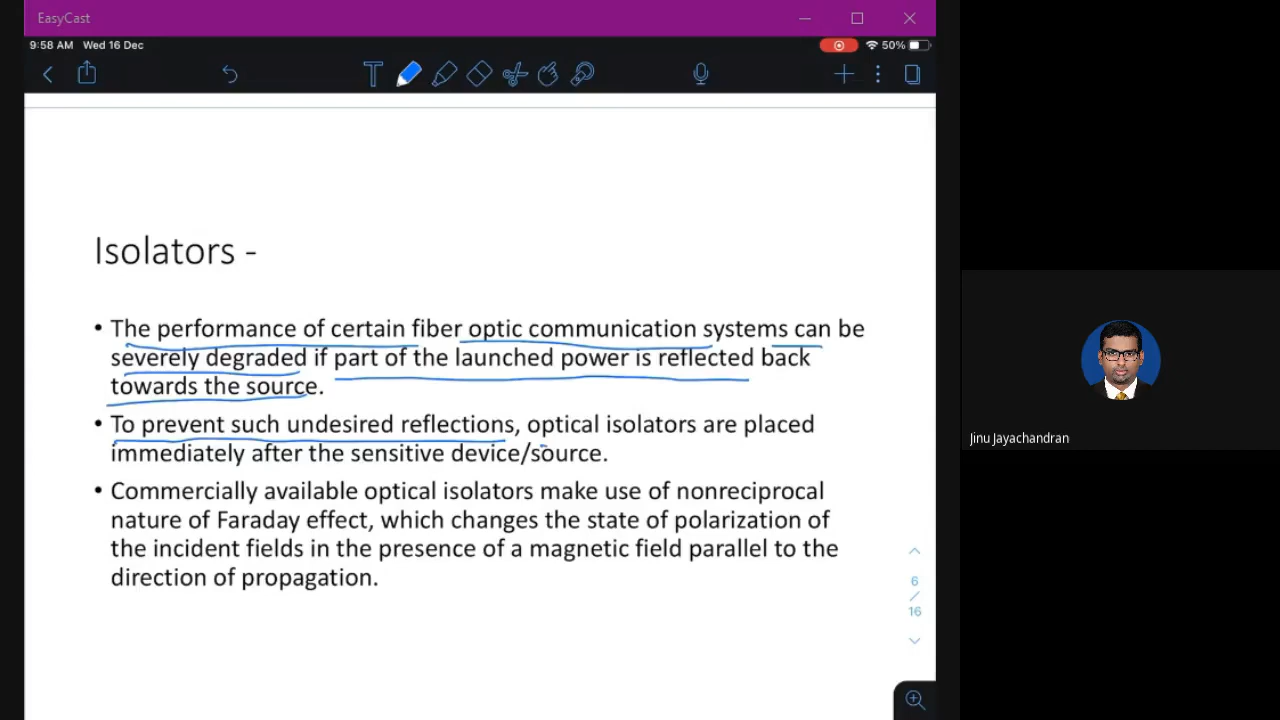 EasyCast
9:58 AM Wed 16 Dec
50%
Isolators -
• The performance of certain fiber optic communication systems can be
severely degraded if part of the launched power is reflected back
towards the source.
• To prevent such undesired reflections, optical isolators are placed
immediately after the sensitive device/source.
• Commercially available optical isolators make use of nonreciprocal
nature of Faraday effect, which changes the state of polarization of
the incident fields in the presence of a magnetic field parallel to the
direction of propagation.
6
/
16
Jinu Jayachandran